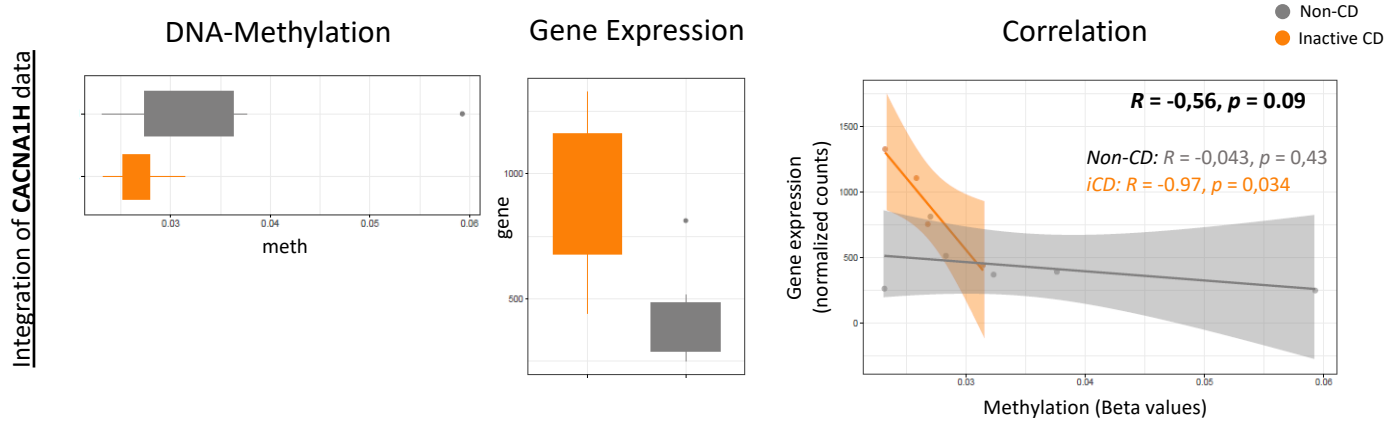 DNA-Methylation
Gene Expression
Correlation
Non-CD
Inactive CD
Integration of CACNA1H data
0.03
0.04
0.05
0.06
meth
gene
1000
500
Gene expression
(normalized counts)
1500
1000
500
0
R = -0,56, p = 0.09
Non-CD: R = -0,043, p = 0,43
iCD: R = -0.97, p = 0,034
0.03
0.04
0.05
0.06
Methylation (Beta values)